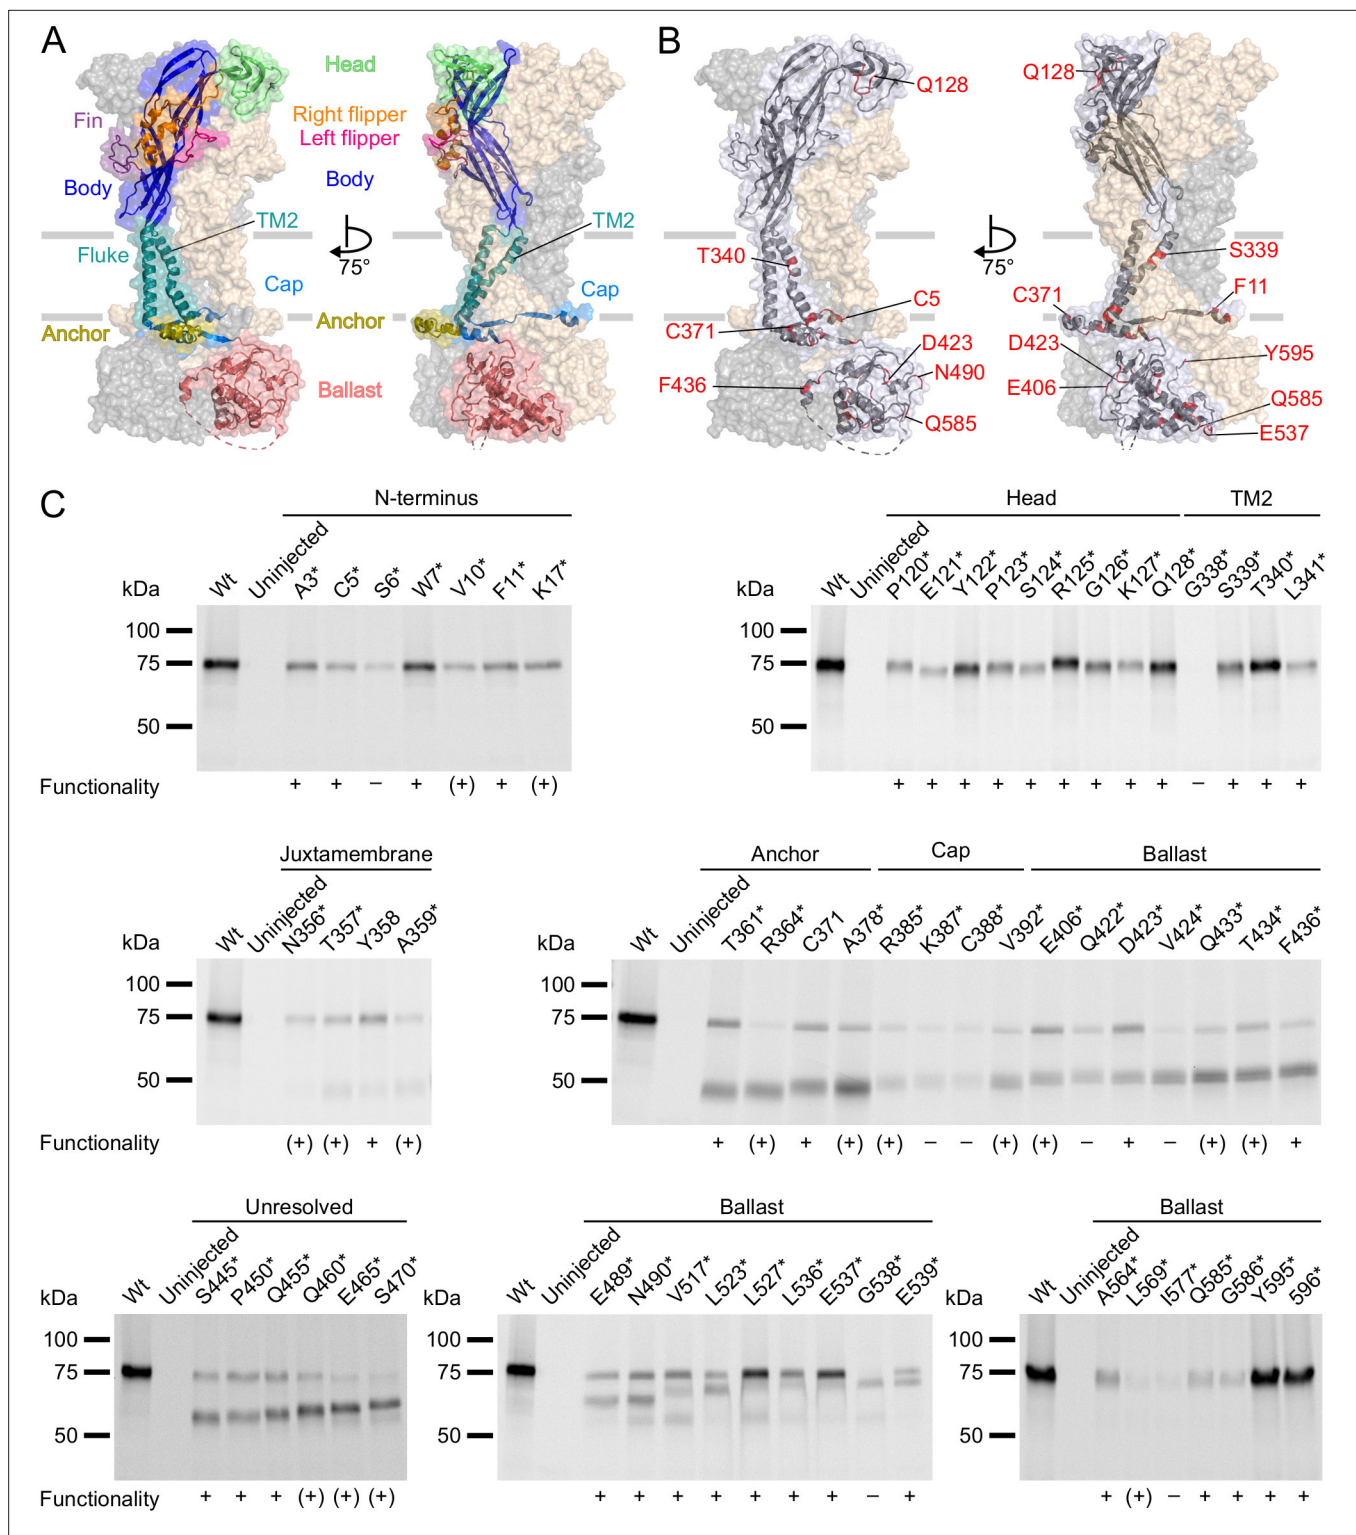 A
B
Head
Right flipper
Left flipper
Fin
Body
Body
TM2
TM2
Fluke
75°
Cap
Cap
Anchor
Anchor
Ballast
Q128
Q128
T340
S339
75°
F11
C5
C371
C371
D423
D423
Y595
N490
F436
E406
Q585
Q585
E537
C
N-terminus
kDa
Wt Uninjected A3* C5* S6* W7* V10* F11* K17*
100
75
50
Functionality + + – + (+) + (+)
Head TM2
kDa
Wt Uninjected P120* E121* Y122* P123* S124* R125* G126* K127* Q128* G338* S339* T340* L341*
100
75
50
+ + + + + + + + + – + + +
Juxtamembrane
kDa
Wt Uninjected N356* T357* Y358 A359*
100
75
50
Functionality (+) (+) + (+)
Anchor Cap Ballast
kDa
Wt Uninjected T361* R364* C371 A378* R385* K387* C388* V392* E406* Q422* D423* V424* Q433* T434* F436*
100
75
50
+ (+) + (+) (+) – – (+) (+) – + – (+) (+) +
Unresolved
kDa
Wt Uninjected S445* P450* Q455* Q460* E465* S470*
100
75
50
Functionality + + + (+) (+) (+)
Ballast
kDa
Wt Uninjected E489* N490* V517* L523* L527* L536* E537* G538* E539*
100
75
50
+ + + + + + + – +
Ballast
kDa
Wt Uninjected A564* L569* I577* Q585* G586* Y595* 596*
100
75
50
+ (+) – + + + +